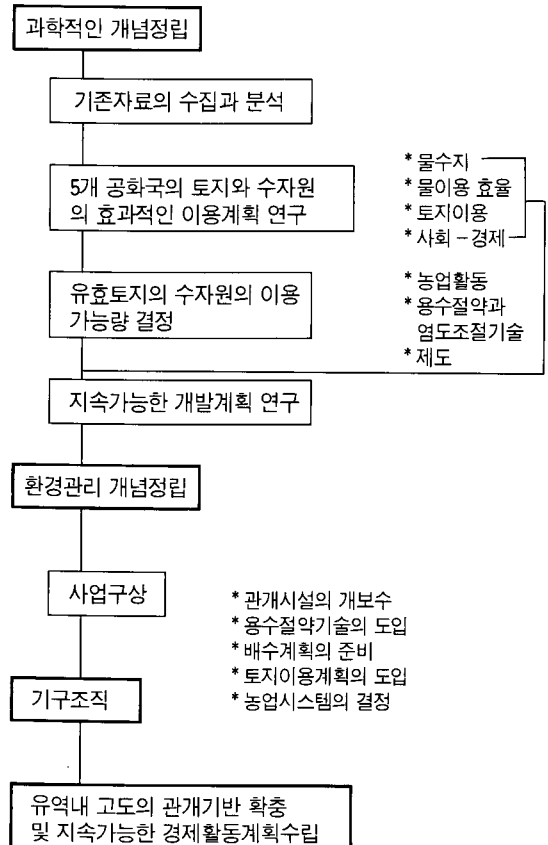 과학적인 개념정립
기존자료의 수집과 분석
5개 공화국의 토지와 수자원
의 효과적인 이용계획 연구
* 물수지
* 물이용 효율
* 토지이용
* 사회 – 경제
유효토지의 수자원의 이용
가능량 결정
* 농업활동
* 용수절약과
염도조절기술
* 제도
지속가능한 개발계획 연구
환경관리 개념정립
사업구상
* 관개시설의 개보수
* 용수절약기술의 도입
* 배수계획의 준비
* 토지이용계획의 도입
* 농업시스템의 결정
기구조직
유역내 고도의 관개기반 확충
및 지속가능한 경제활동계획수립